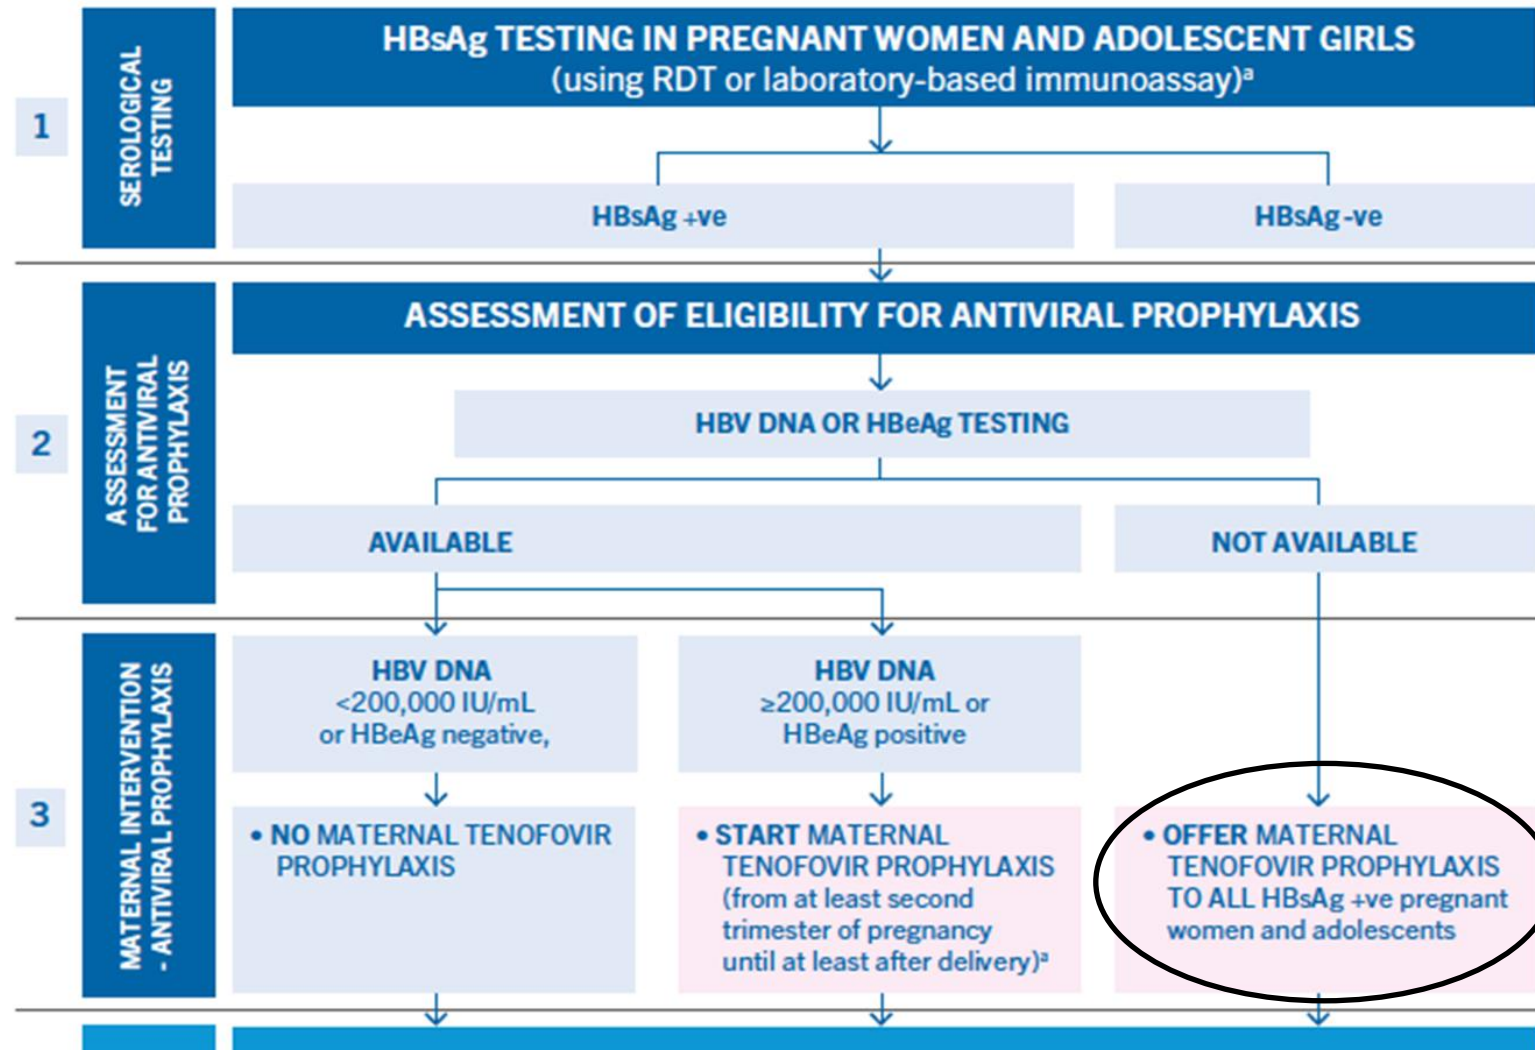 HBsAg TESTING IN PREGNANT WOMEN AND ADOLESCENT GIRLS
(using RDT or laboratory-based immunoassay)ᵃ
1
SEROLOGICAL
TESTING
HBsAg +ve
HBsAg -ve
ASSESSMENT OF ELIGIBILITY FOR ANTIVIRAL PROPHYLAXIS
2
ASSESSMENT
FOR ANTIVIRAL
PROPHYLAXIS
HBV DNA OR HBeAg TESTING
AVAILABLE
NOT AVAILABLE
3
MATERNAL INTERVENTION
- ANTIVIRAL PROPHYLAXIS
HBV DNA
<200,000 IU/mL
or HBeAg negative,
HBV DNA
≥200,000 IU/mL or
HBeAg positive
• NO MATERNAL TENOFOVIR
PROPHYLAXIS
• START MATERNAL
TENOFOVIR PROPHYLAXIS
(from at least second
trimester of pregnancy
until at least after delivery)ᵃ
• OFFER MATERNAL
TENOFOVIR PROPHYLAXIS
TO ALL HBsAg +ve pregnant
women and adolescents